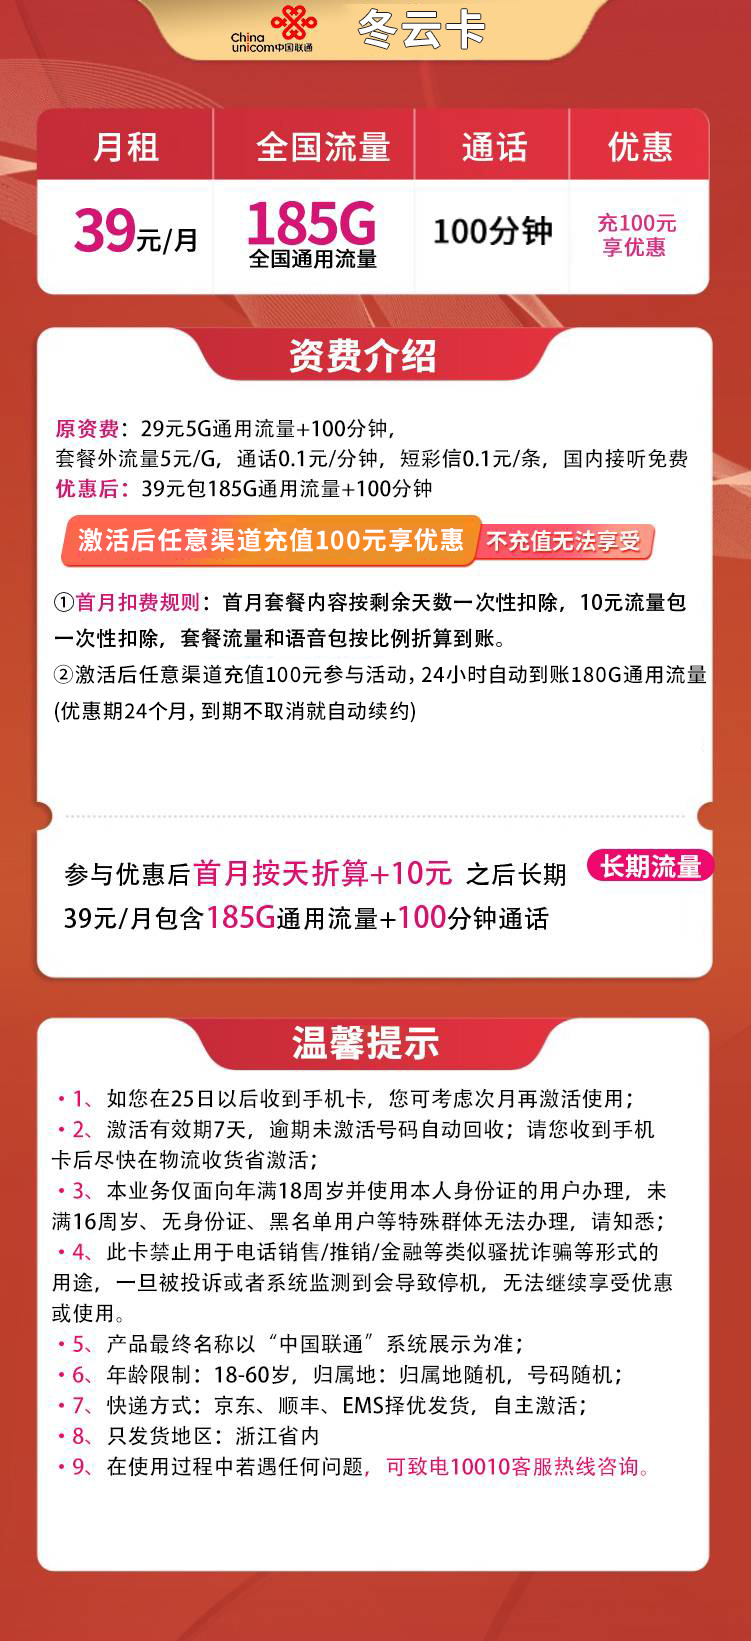 China
unicom中国联通
冬云卡
月租 全国流量 通话 优惠
39元/月 185G 100分钟 充100元
全国通用流量 享优惠
资费介绍
原资费：29元5G通用流量+100分钟,
套餐外流量5元/G，通话0.1元/分钟，短彩信0.1元/条，国内接听免费
优惠后：39元包185G通用流量+100分钟
激活后任意渠道充值100元享优惠 不充值无法享受
①首月扣费规则：首月套餐内容按剩余天数一次性扣除，10元流量包
一次性扣除，套餐流量和语音包按比例折算到账。
②激活后任意渠道充值100元参与活动，24小时自动到账180G通用流量
(优惠期24个月，到期不取消就自动续约)
参与优惠后首月按天折算+10元 之后长期 长期流量
39元/月包含185G通用流量+100分钟通话
温馨提示
·1、如您在25日以后收到手机卡，您可考虑次月再激活使用；
·2、激活有效期7天，逾期未激活号码自动回收；请您收到手机
卡后尽快在物流收货省激活；
·3、本业务仅面向年满18周岁并使用本人身份证的用户办理，未
满16周岁、无身份证、黑名单用户等特殊群体无法办理，请知悉；
·4、此卡禁止用于电话销售/推销/金融等类似骚扰诈骗等形式的
用途，一旦被投诉或者系统监测到会导致停机，无法继续享受优惠
或使用。
·5、产品最终名称以“中国联通”系统展示为准；
·6、年龄限制：18-60岁，归属地：归属地随机，号码随机；
·7、快递方式：京东、顺丰、EMS择优发货，自主激活；
·8、只发货地区：浙江省内
·9、在使用过程中若遇任何问题，可致电10010客服热线咨询。